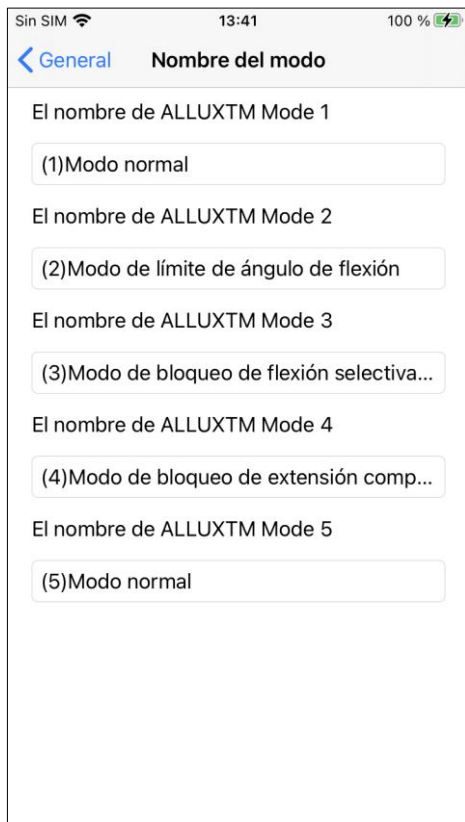 Sin SIM 13:41 100 %
General Nombre del modo
El nombre de ALLUXTM Mode 1
(1)Modo normal
El nombre de ALLUXTM Mode 2
(2)Modo de límite de ángulo de flexión
El nombre de ALLUXTM Mode 3
(3)Modo de bloqueo de flexión selectiva...
El nombre de ALLUXTM Mode 4
(4)Modo de bloqueo de extensión comp...
El nombre de ALLUXTM Mode 5
(5)Modo normal